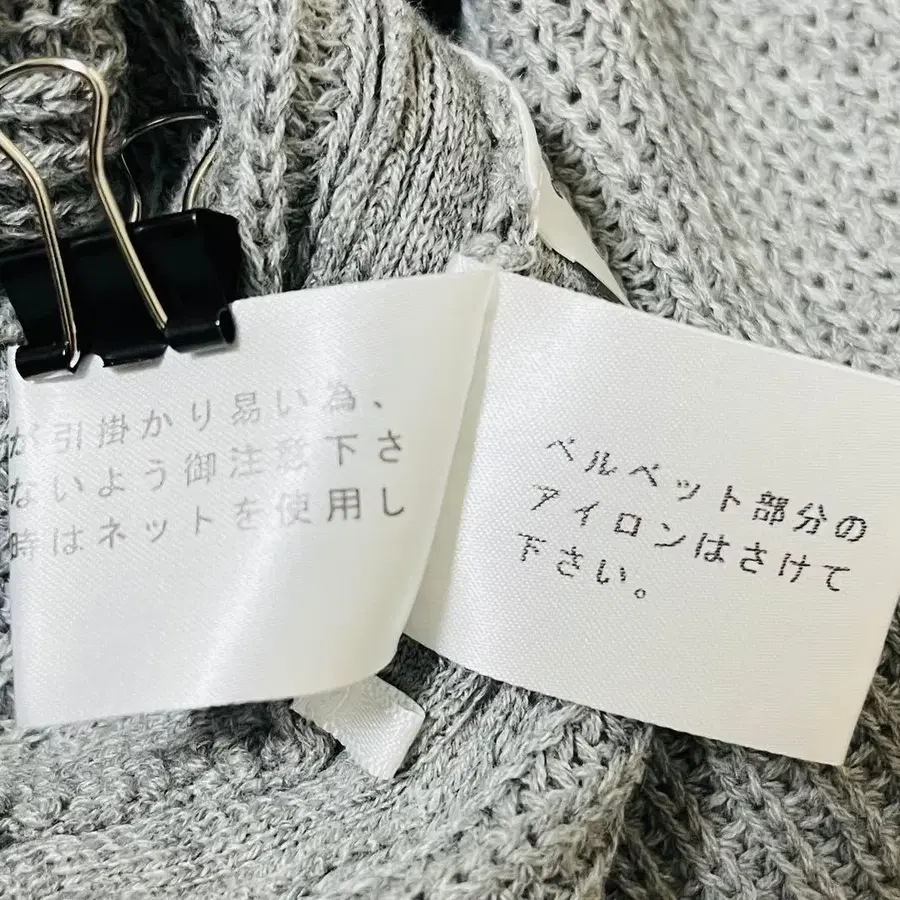 が引掛かり易い為、
ないよう御注意下さ
時はネットを使用し
ベルベット部分の
アイロンはさけて
下さい。